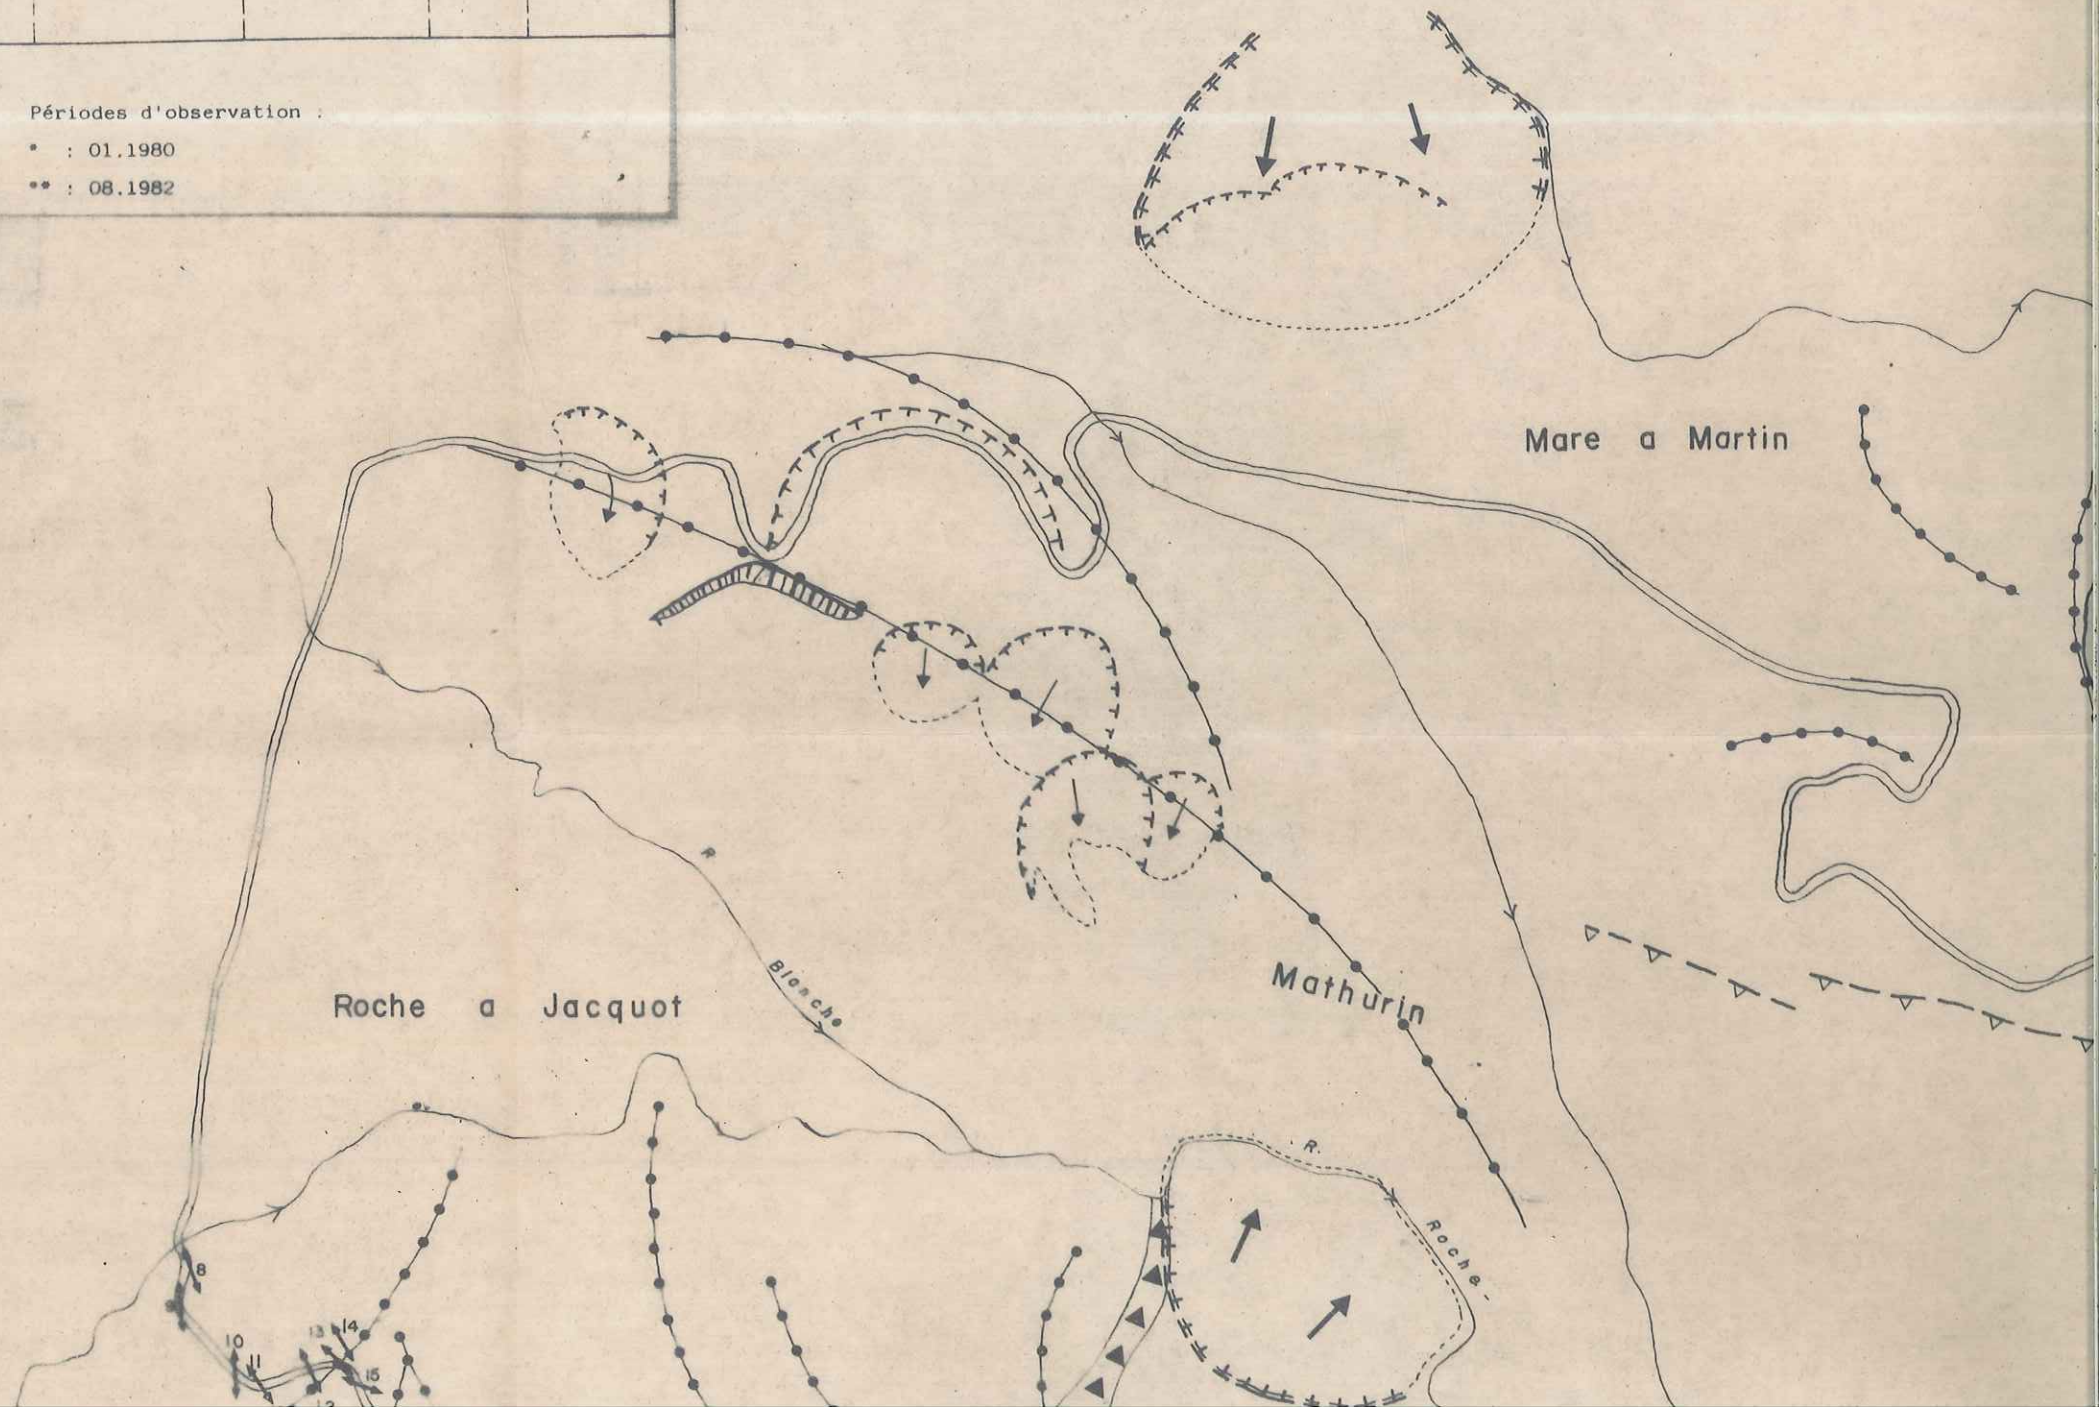 Périodes d'observation :
* : 01.1980
** : 08.1982
Mare a Martin
Roche a Jacquot
Blanche
Mathurin
R.
Roche -
8
10
11
13
14
15
12